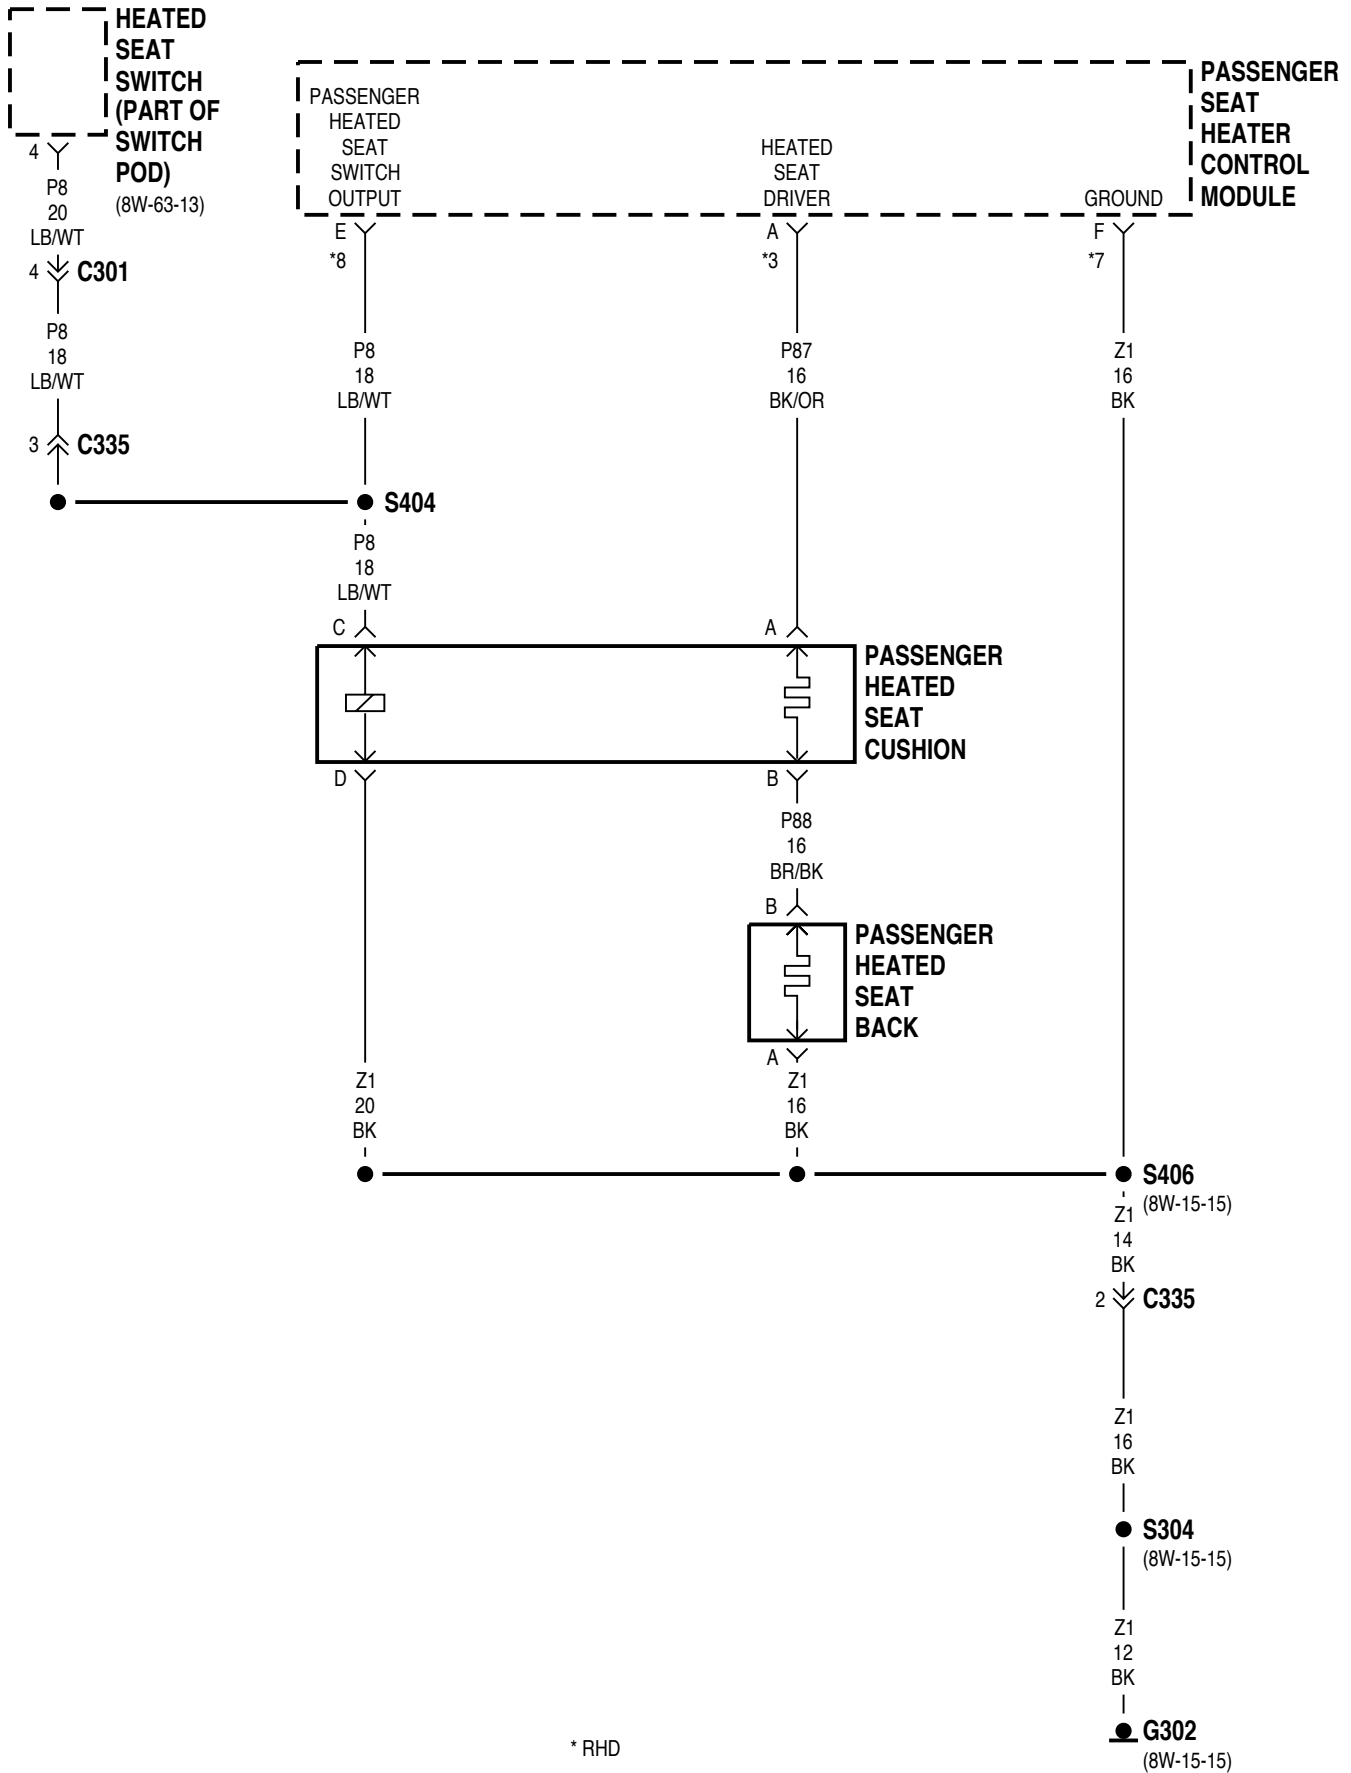 HEATED
SEAT
SWITCH
(PART OF
SWITCH
POD)
(8W-63-13)
4
P8
20
LB/WT
4
C301
P8
18
LB/WT
3
C335
PASSENGER
SEAT
HEATER
CONTROL
MODULE
PASSENGER
HEATED
SEAT
SWITCH
OUTPUT
HEATED
SEAT
DRIVER
GROUND
E
*8
A
*3
F
*7
P8
18
LB/WT
P87
16
BK/OR
Z1
16
BK
S404
P8
18
LB/WT
C
A
PASSENGER
HEATED
SEAT
CUSHION
D
B
P88
16
BR/BK
B
PASSENGER
HEATED
SEAT
BACK
A
Z1
20
BK
Z1
16
BK
S406
(8W-15-15)
Z1
14
BK
2
C335
Z1
16
BK
S304
(8W-15-15)
Z1
12
BK
G302
(8W-15-15)
* RHD